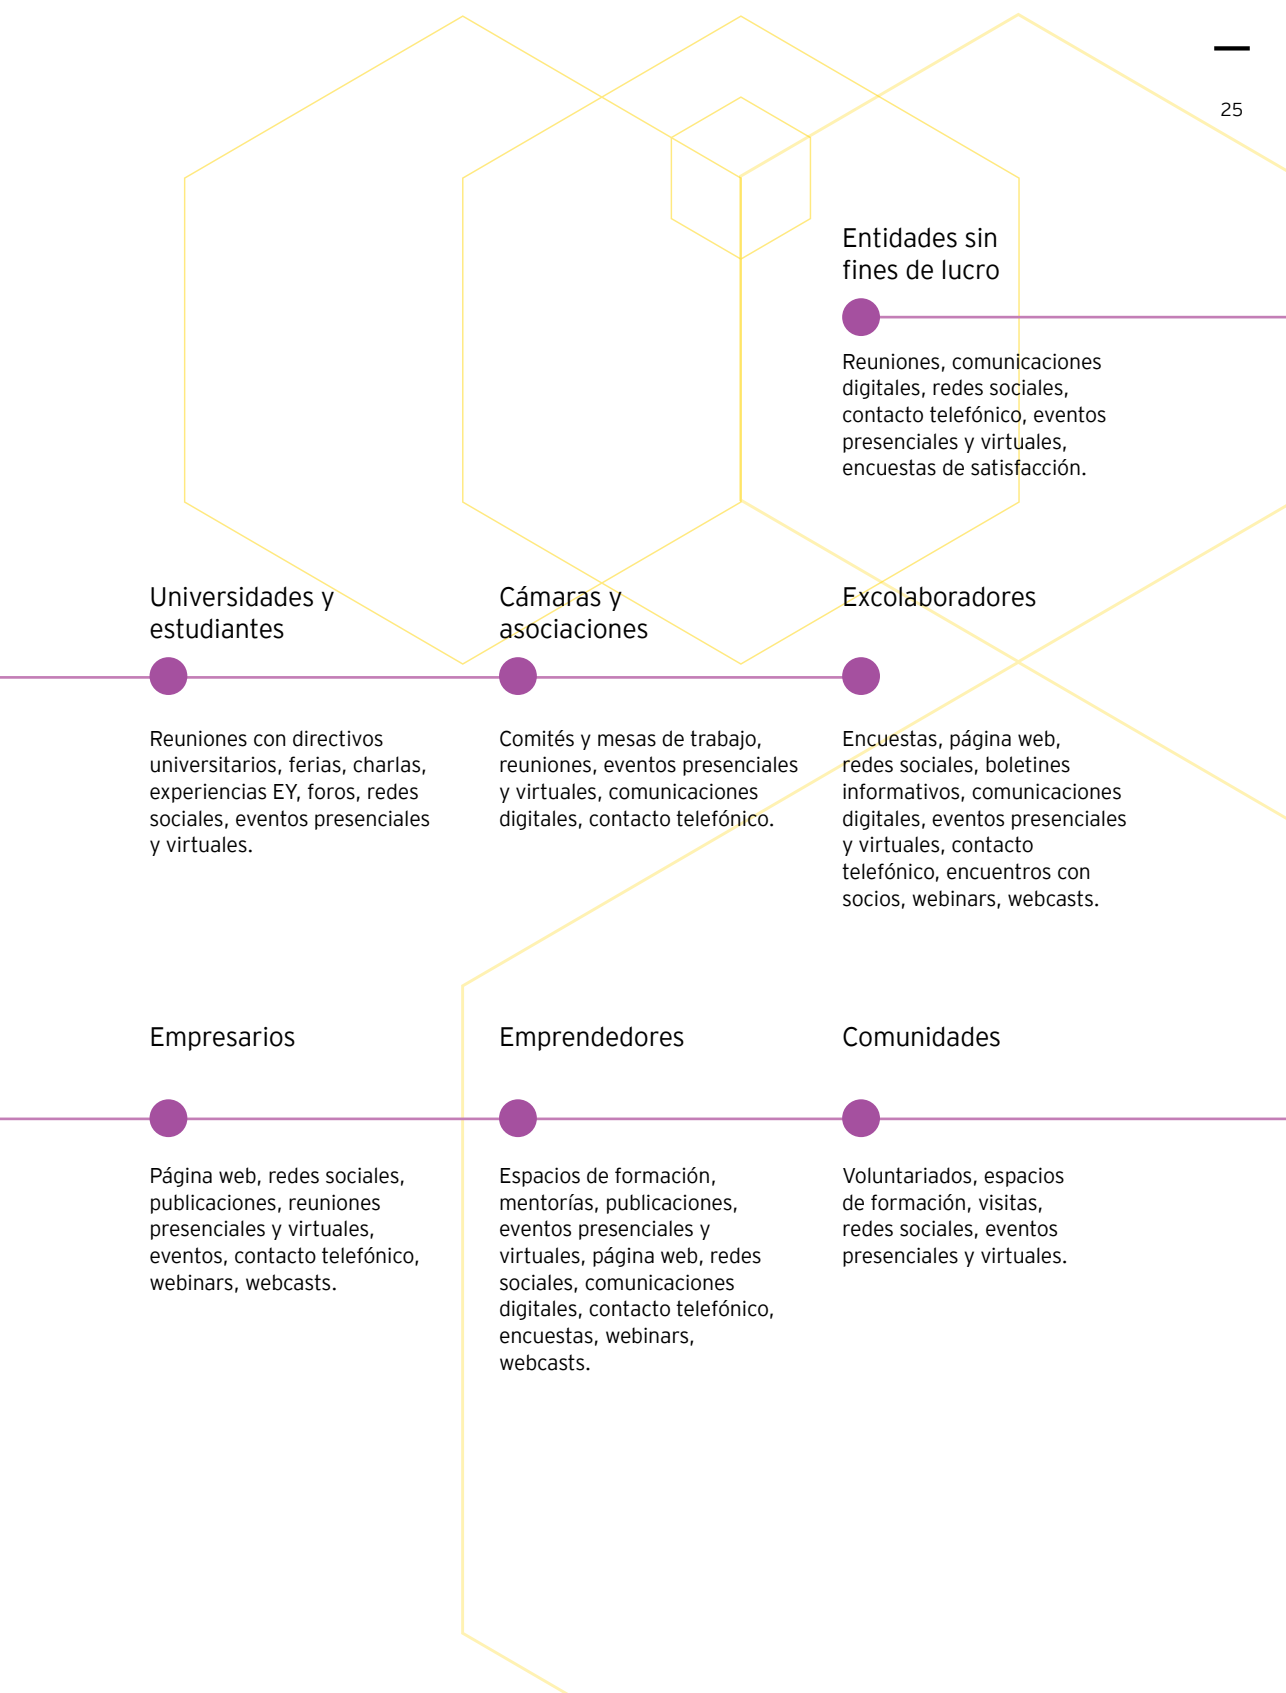 25
Entidades sin
fines de lucro
Reuniones, comunicaciones
digitales, redes sociales,
contacto telefónico, eventos
presenciales y virtuales,
encuestas de satisfacción.
Universidades y
estudiantes
Reuniones con directivos
universitarios, ferias, charlas,
experiencias EY, foros, redes
sociales, eventos presenciales
y virtuales.
Cámaras y
asociaciones
Comités y mesas de trabajo,
reuniones, eventos presenciales
y virtuales, comunicaciones
digitales, contacto telefónico.
Excolaboradores
Encuestas, página web,
redes sociales, boletines
informativos, comunicaciones
digitales, eventos presenciales
y virtuales, contacto
telefónico, encuentros con
socios, webinars, webcasts.
Empresarios
Página web, redes sociales,
publicaciones, reuniones
presenciales y virtuales,
eventos, contacto telefónico,
webinars, webcasts.
Emprendedores
Espacios de formación,
mentorías, publicaciones,
eventos presenciales y
virtuales, página web, redes
sociales, comunicaciones
digitales, contacto telefónico,
encuestas, webinars,
webcasts.
Comunidades
Voluntariados, espacios
de formación, visitas,
redes sociales, eventos
presenciales y virtuales.